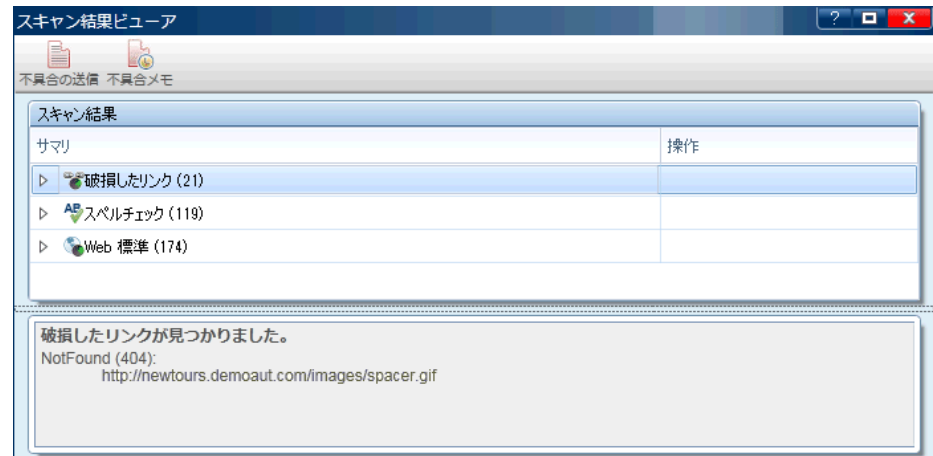 スキャン結果ビューア
不具合の送信 不具合メモ
スキャン結果
サマリ 操作
破損したリンク (21)
スペルチェック (119)
Web 標準 (174)
破損したリンクが見つかりました。
NotFound (404):
http://newtours.demoaut.com/images/spacer.gif